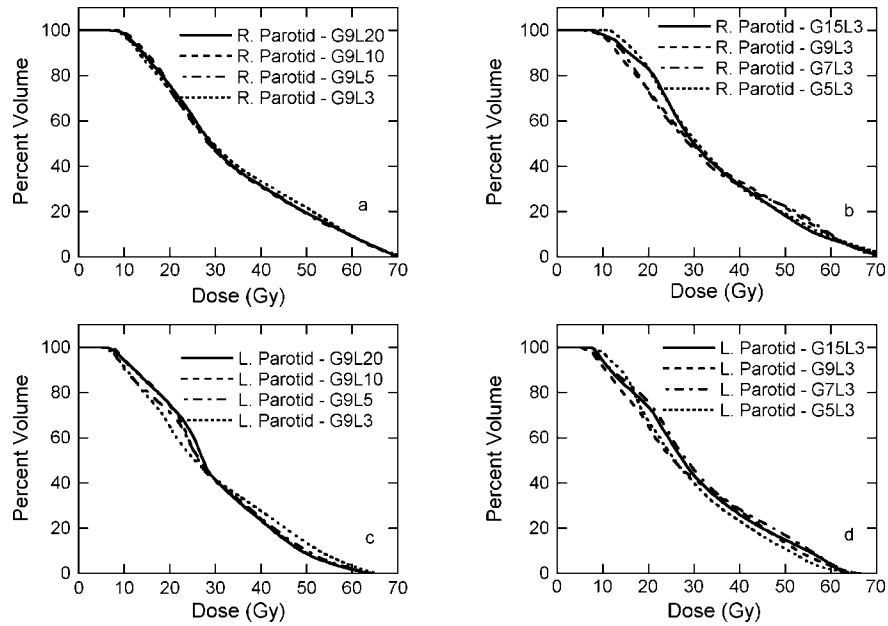 100
80
60
40
20
0
Percent Volume
R. Parotid - G9L20
R. Parotid - G9L10
R. Parotid - G9L5
R. Parotid - G9L3
a
0 10 20 30 40 50 60 70
Dose (Gy)
100
80
60
40
20
0
Percent Volume
R. Parotid - G15L3
R. Parotid - G9L3
R. Parotid - G7L3
R. Parotid - G5L3
b
0 10 20 30 40 50 60 70
Dose (Gy)
100
80
60
40
20
0
Percent Volume
L. Parotid - G9L20
L. Parotid - G9L10
L. Parotid - G9L5
L. Parotid - G9L3
c
0 10 20 30 40 50 60 70
Dose (Gy)
100
80
60
40
20
0
Percent Volume
L. Parotid - G15L3
L. Parotid - G9L3
L. Parotid - G7L3
L. Parotid - G5L3
d
0 10 20 30 40 50 60 70
Dose (Gy)